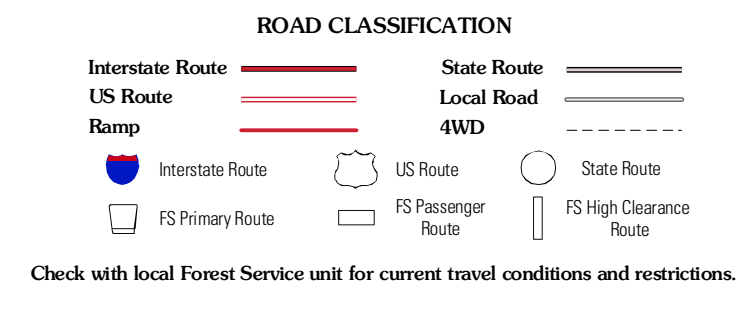 ROAD CLASSIFICATION
Interstate Route
State Route
US Route
Local Road
Ramp
4WD
Interstate Route
US Route
State Route
FS Primary Route
FS Passenger
Route
FS High Clearance
Route
Check with local Forest Service unit for current travel conditions and restrictions.